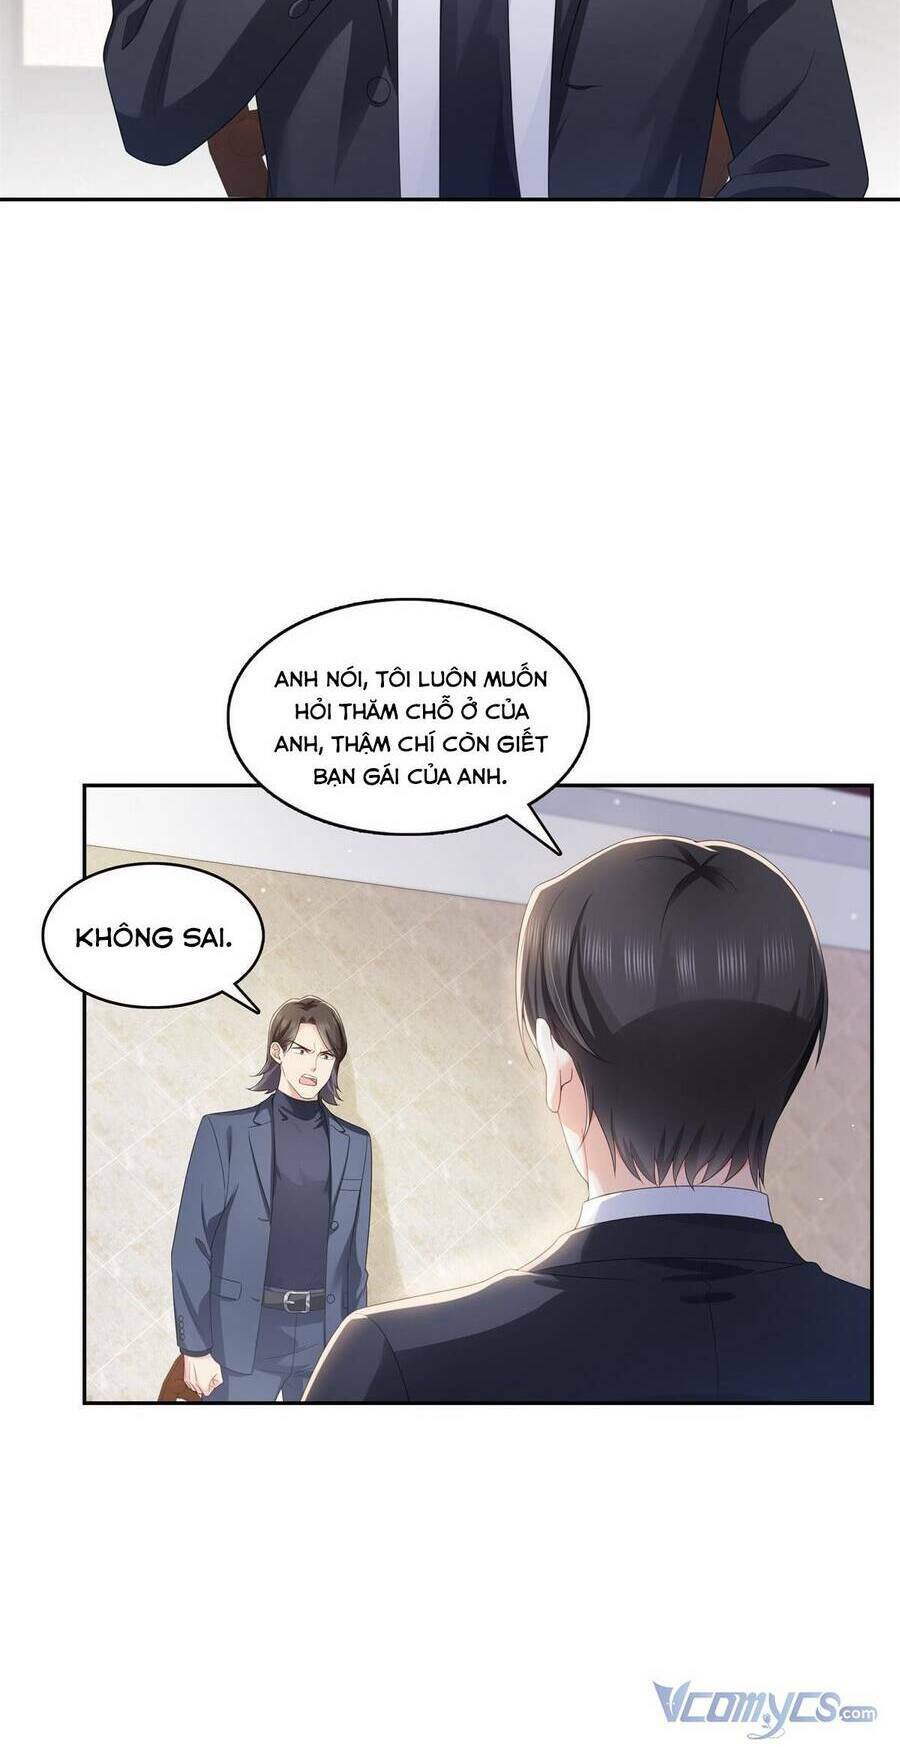 ANH NÓI, TÔI LUÔN MUỐN
HỎI THĂM CHỖ Ở CỦA
ANH, THẬM CHÍ CÒN GIẾT
BẠN GÁI CỦA ANH.
KHÔNG SAI.
VCOMYCS.com